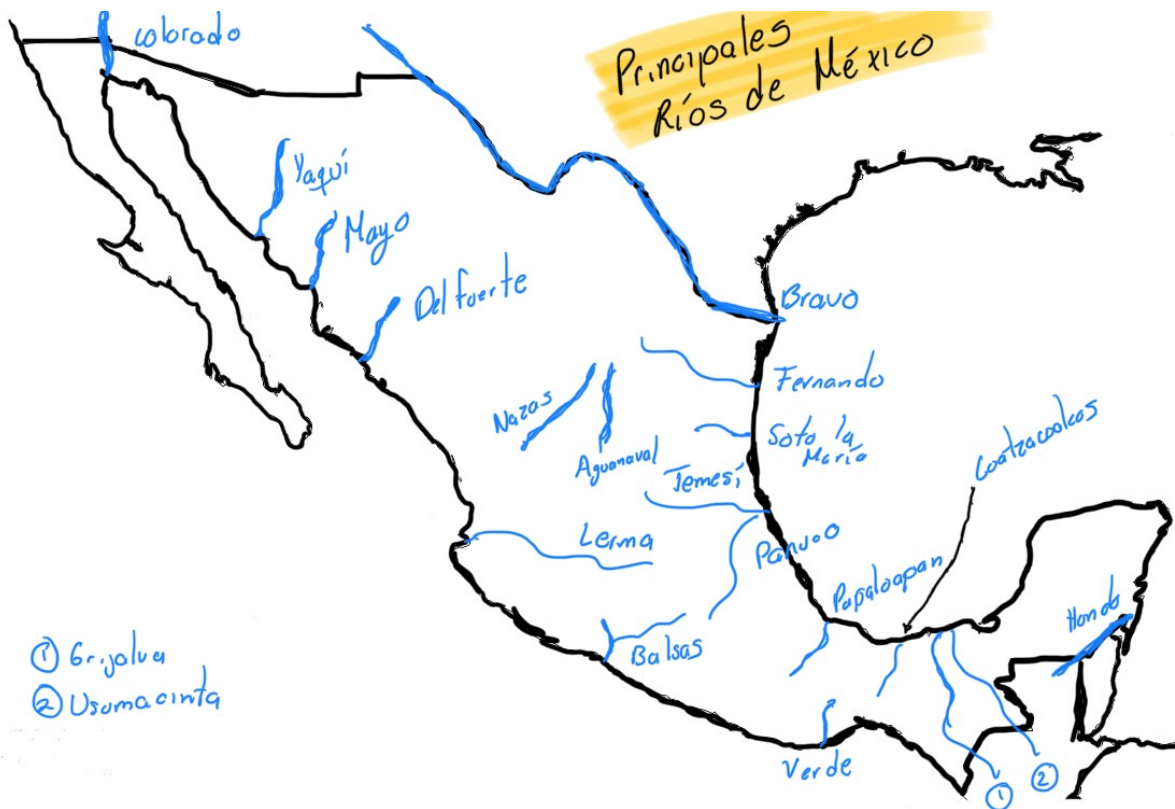 Principales
Ríos de México
Colorado
Yaqui
Mayo
Del fuerte
Bravo
Fernando
Nazas
Aguanaval
Soto la
María
Coatzacoalcos
Temesí
Lerma
Panuco
Papaloapan
Hondo
Balsas
Verde
① Grijalva
② Usumacinta
①
②